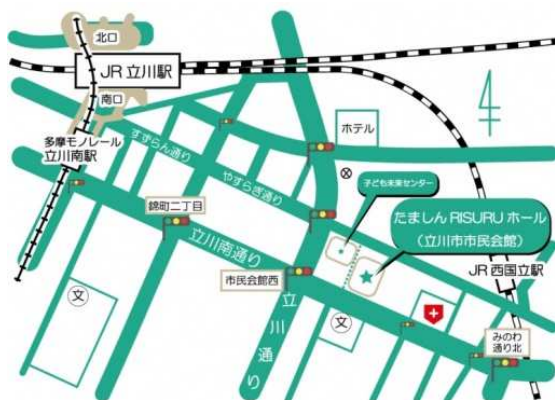 北口
JR 立川駅
南口
多摩モノレール
立川南駅
すずらん通り
やすらぎ通り
ホテル
子ども未来センター
たましん RISURU ホール
（立川市市民会館）
錦町二丁目
立川南通り
JR 西国立駅
市民会館西
立川通り
文
文
みのわ
通り北